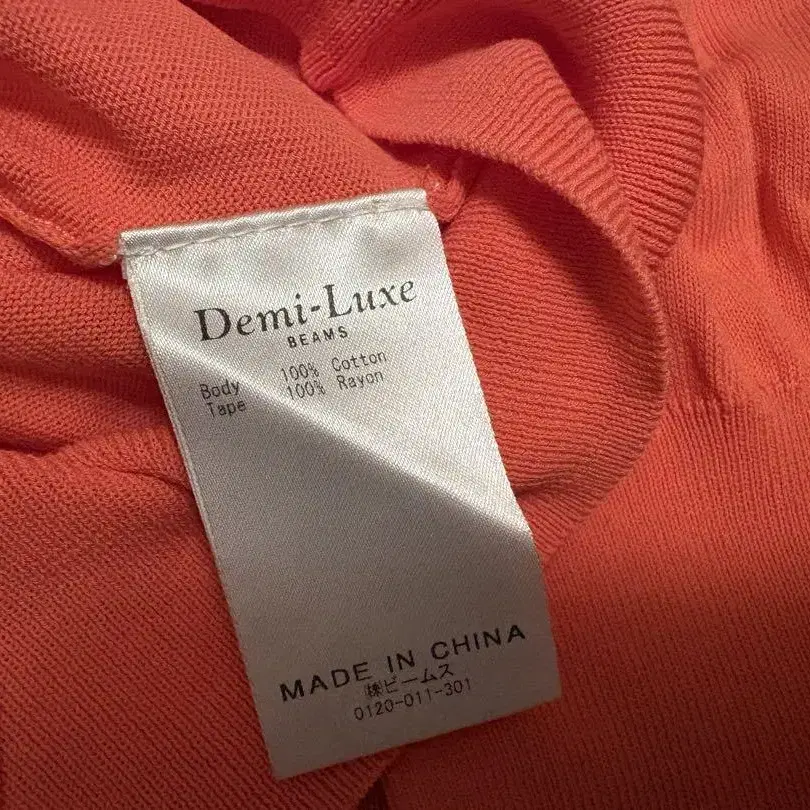 Demi-Luxe
BEAMS
Body 100% Cotton
Tape 100% Rayon
MADE IN CHINA
㈱ビームス
0120-011-301